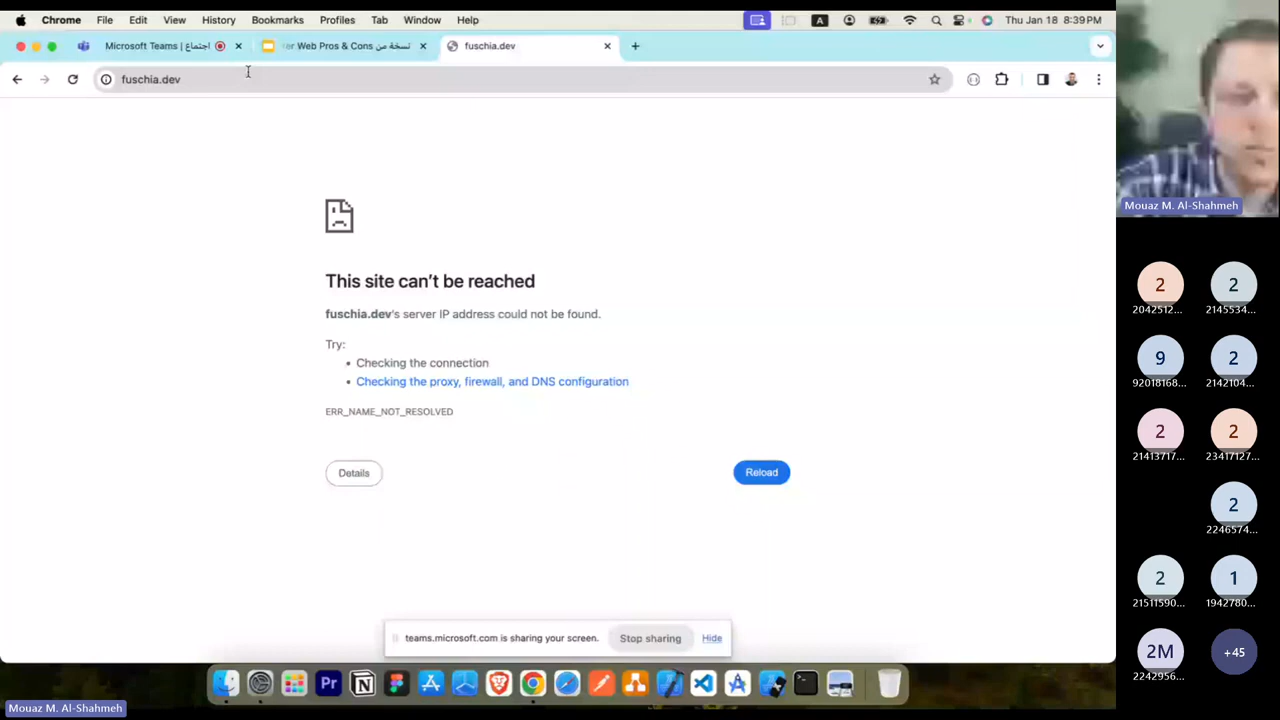 Chrome File Edit View History Bookmarks Profiles Tab Window Help A Thu Jan 18 8:39 PM
اجتماع | Microsoft Teams
نسخة من er Web Pros & Cons
fuschia.dev
fuschia.dev
This site can't be reached
fuschia.dev's server IP address could not be found.
Try:
• Checking the connection
• Checking the proxy, firewall, and DNS configuration
ERR_NAME_NOT_RESOLVED
Details
Reload
teams.microsoft.com is sharing your screen.
Stop sharing
Hide
Pr
Mouaz M. Al-Shahmeh
Mouaz M. Al-Shahmeh
2 2
2042512... 2145534...
9 2
92018168... 2142104...
2 2
21413717... 23417127...
2
2246574...
2 1
21511590... 1942780...
2M +45
2242956...